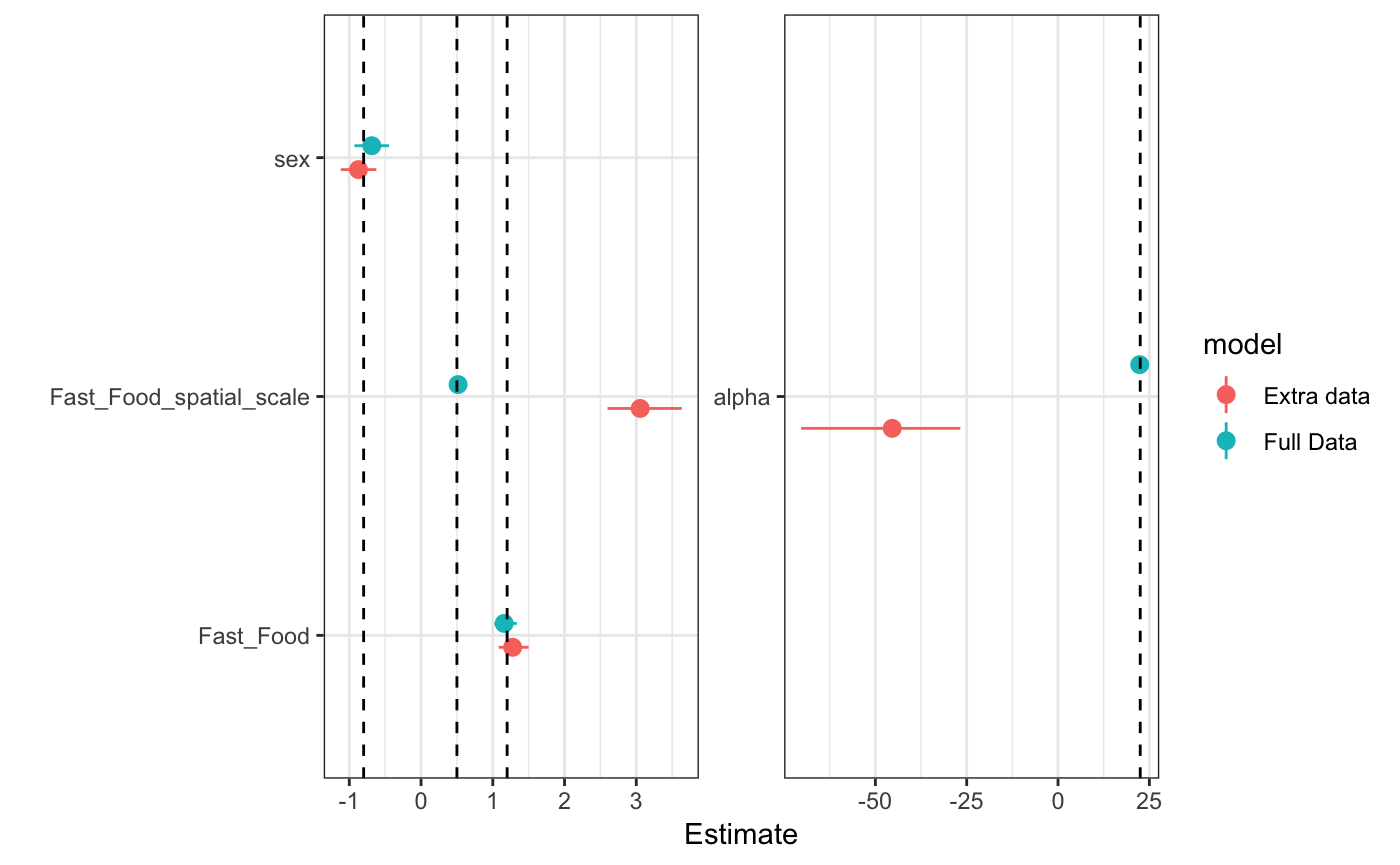 sex
Fast_Food_spatial_scale
Fast_Food
alpha
-1 0 1 2 3
-50 -25 0 25
Estimate
model
Extra data
Full Data